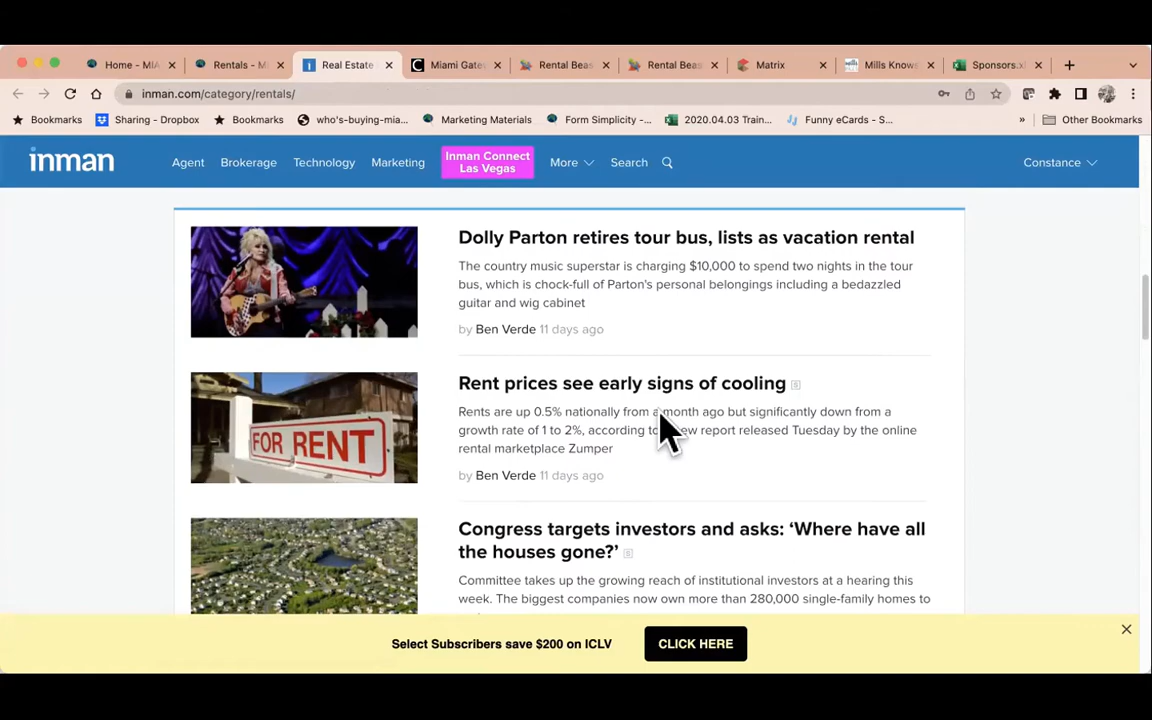 Home - MIA
Rentals - M
Real Estate
Miami Gate
Rental Beas
Rental Beas
Matrix
Mills Know
Sponsors.x
inman.com/category/rentals/
Bookmarks
Sharing - Dropbox
Bookmarks
who's-buying-mia...
Marketing Materials
Form Simplicity -...
2020.04.03 Train...
Funny eCards - S...
»
Other Bookmarks
inman
Agent
Brokerage
Technology
Marketing
Inman Connect
Las Vegas
More
Search
Constance
Dolly Parton retires tour bus, lists as vacation rental
The country music superstar is charging $10,000 to spend two nights in the tour
bus, which is chock-full of Parton's personal belongings including a bedazzled
guitar and wig cabinet
by Ben Verde 11 days ago
FOR RENT
Rent prices see early signs of cooling
Rents are up 0.5% nationally from a month ago but significantly down from a
growth rate of 1 to 2%, according to new report released Tuesday by the online
rental marketplace Zumper
by Ben Verde 11 days ago
Congress targets investors and asks: ‘Where have all
the houses gone?’
Committee takes up the growing reach of institutional investors at a hearing this
week. The biggest companies now own more than 280,000 single-family homes to
Select Subscribers save $200 on ICLV
CLICK HERE